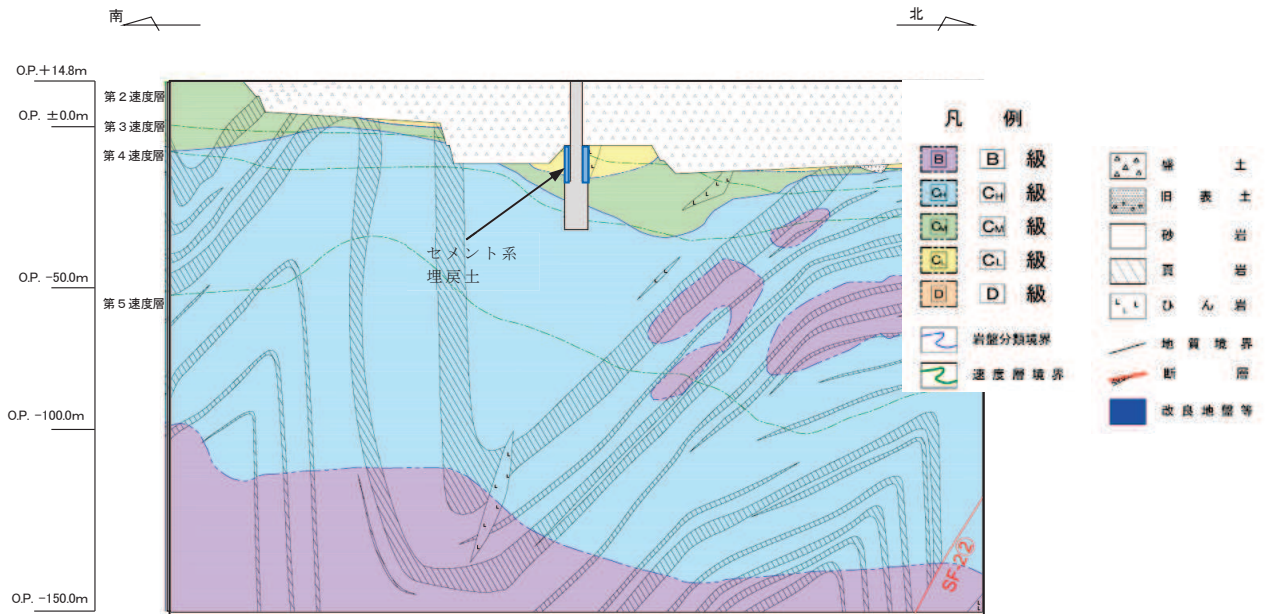 南
北
O.P.+14.8m
第２速度層
O.P. ±0.0m
第３速度層
第４速度層
O.P. -50.0m
第５速度層
O.P. -100.0m
O.P. -150.0m
セメント系
埋戻土
SF-2②
凡 例
B B 級
CH CH 級
CM CM 級
CL CL 級
D D 級
岩盤分類境界
速度層境界
盛 土
旧 表 土
砂 岩
頁 岩
ひ ん 岩
地 質 境 界
断 層
改 良 地 盤 等